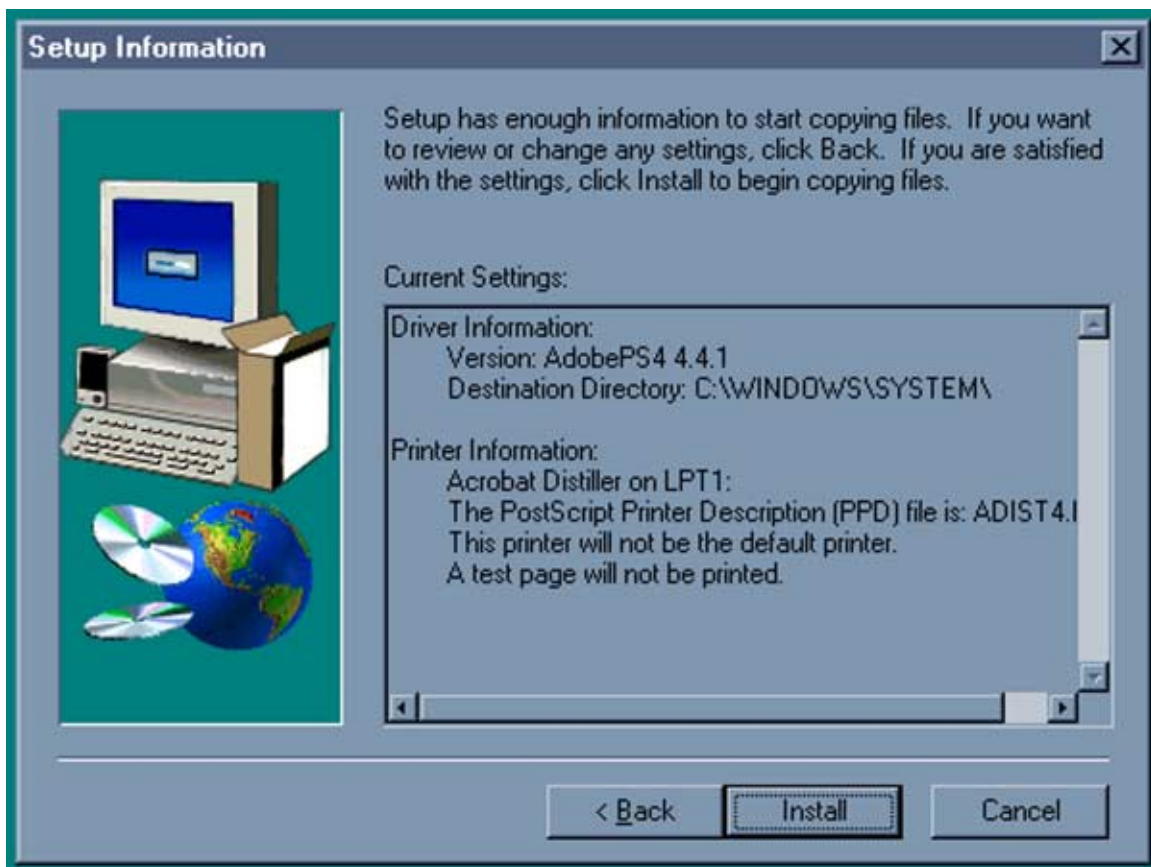 Setup Information
Setup has enough information to start copying files. If you want
to review or change any settings, click Back. If you are satisfied
with the settings, click Install to begin copying files.
Current Settings:
Driver Information:
Version: AdobePS4 4.4.1
Destination Directory: C:\WINDOWS\SYSTEM\
Printer Information:
Acrobat Distiller on LPT1:
The PostScript Printer Description (PPD) file is: ADIST4.
This printer will not be the default printer.
A test page will not be printed.
< Back
Install
Cancel